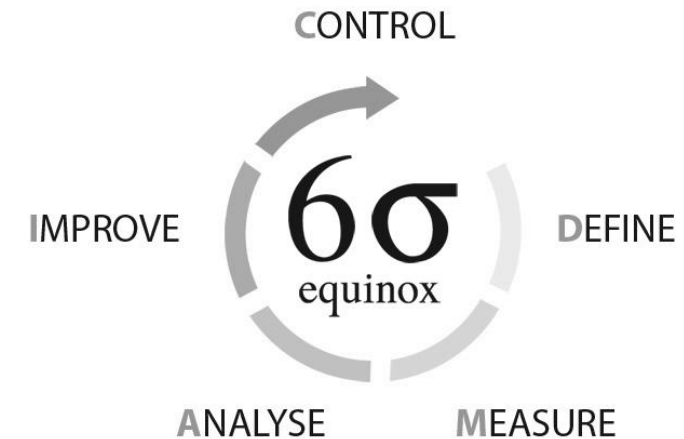 CONTROL
6σ
IMPROVE
DEFINE
equinox
ANALYSE
MEASURE